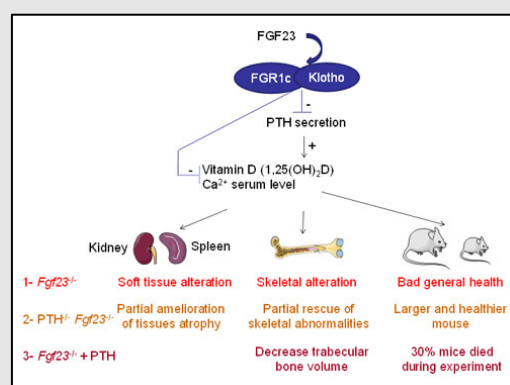 FGF23
FGR1c Klotho
-
PTH secretion
+
- Vitamin D (1,25(OH)₂D)
Ca²⁺ serum level
Kidney Spleen
1- Fgf23⁻/⁻ Soft tissue alteration Skeletal alteration Bad general health
2- PTH⁻/⁻ Fgf23⁻/⁻ Partial amelioration Partial rescue of Larger and healthier
of tissues atrophy skeletal abnormalities mouse
3- Fgf23⁻/⁻ + PTH Decrease trabecular 30% mice died
bone volume during experiment